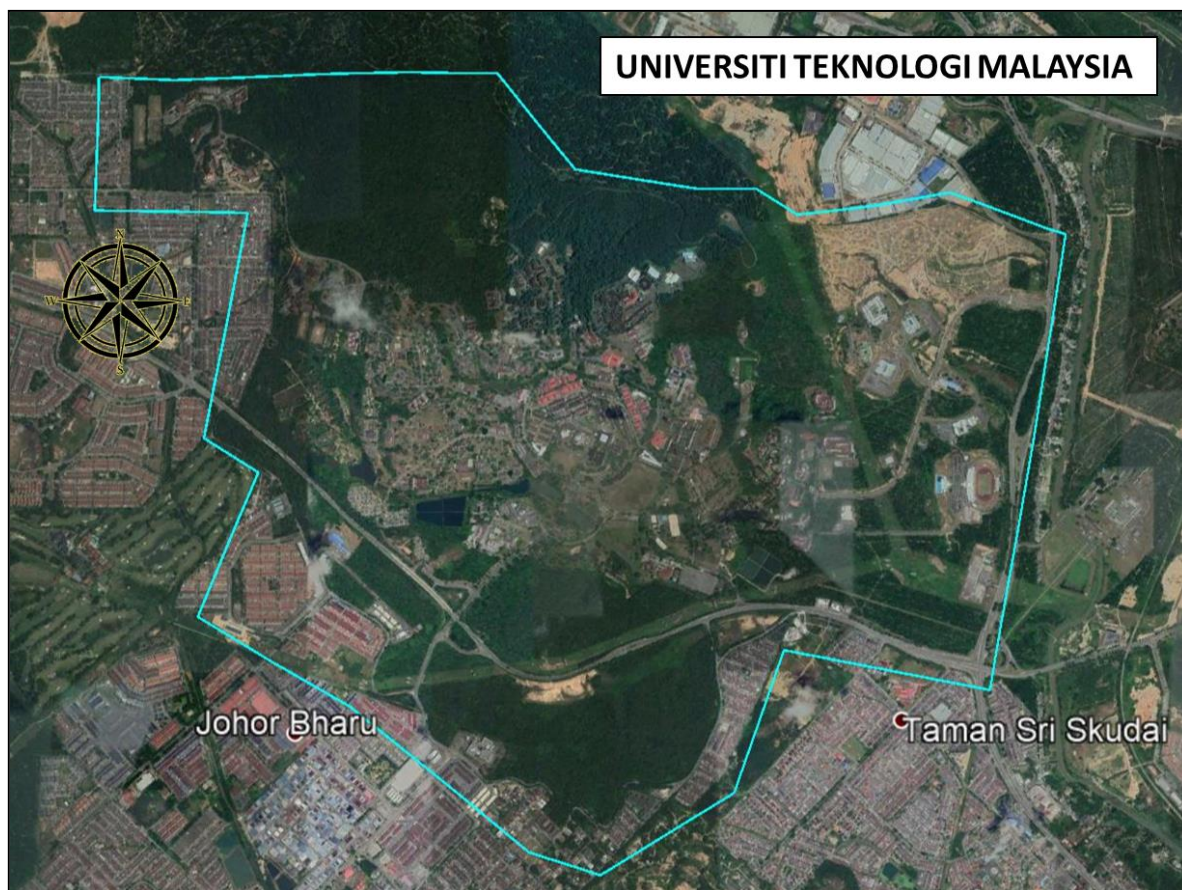 UNIVERSITI TEKNOLOGI MALAYSIA
N
W E
S
Johor Bharu
Taman Sri Skudai